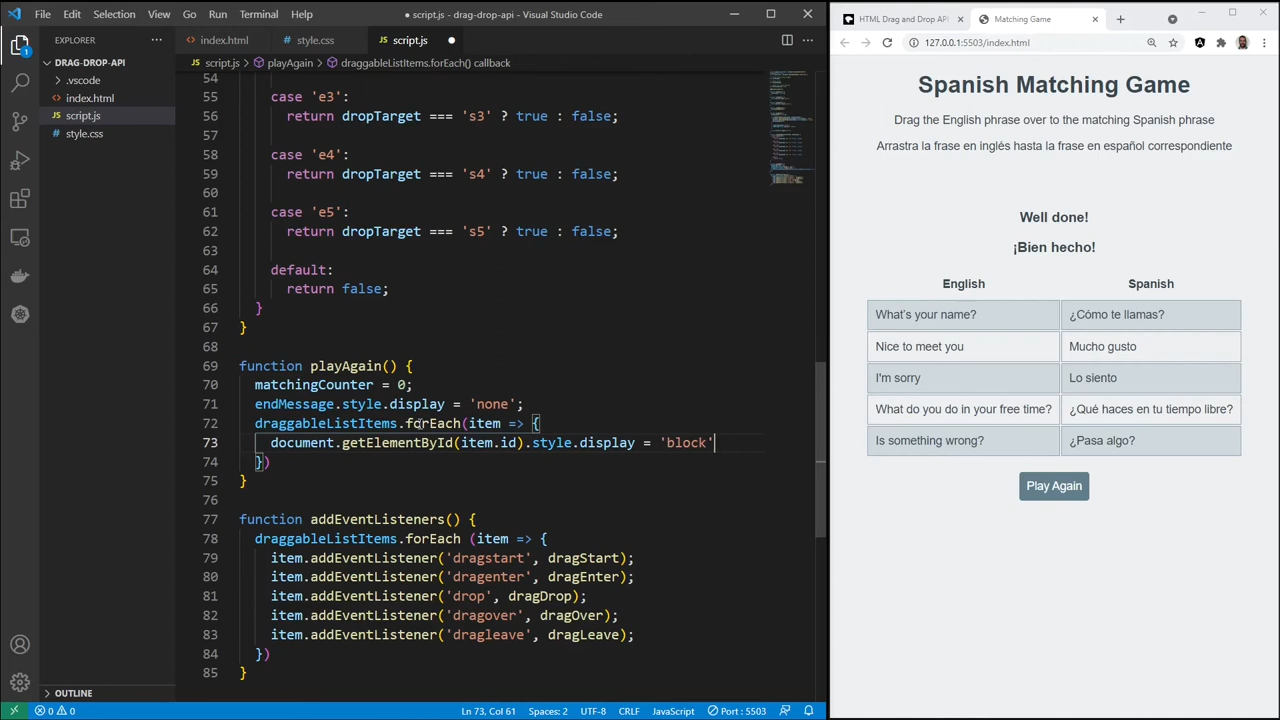 File Edit Selection View Go Run Terminal Help
● script.js - drag-drop-api - Visual Studio Code
EXPLORER
DRAG-DROP-API
.vscode
index.html
script.js
style.css
OUTLINE
1
index.html style.css script.js
script.js > playAgain > draggableListItems.forEach() callback
54
55 case 'e3':
56 return dropTarget === 's3' ? true : false;
57
58 case 'e4':
59 return dropTarget === 's4' ? true : false;
60
61 case 'e5':
62 return dropTarget === 's5' ? true : false;
63
64 default:
65 return false;
66 }
67 }
68
69 function playAgain() {
70 matchingCounter = 0;
71 endMessage.style.display = 'none';
72 draggableListItems.forEach(item => {
73 document.getElementById(item.id).style.display = 'block'
74 })
75 }
76
77 function addEventListeners() {
78 draggableListItems.forEach (item => {
79 item.addEventListener('dragstart', dragStart);
80 item.addEventListener('dragenter', dragEnter);
81 item.addEventListener('drop', dragDrop);
82 item.addEventListener('dragover', dragOver);
83 item.addEventListener('dragleave', dragLeave);
84 })
85 }
0 0 Ln 73, Col 61 Spaces: 2 UTF-8 CRLF JavaScript Port : 5503
HTML Drag and Drop API Matching Game
127.0.0.1:5503/index.html
Spanish Matching Game
Drag the English phrase over to the matching Spanish phrase
Arrastra la frase en inglés hasta la frase en español correspondiente
Well done!
¡Bien hecho!
English Spanish
What's your name? ¿Cómo te llamas?
Nice to meet you Mucho gusto
I'm sorry Lo siento
What do you do in your free time? ¿Qué haces en tu tiempo libre?
Is something wrong? ¿Pasa algo?
Play Again